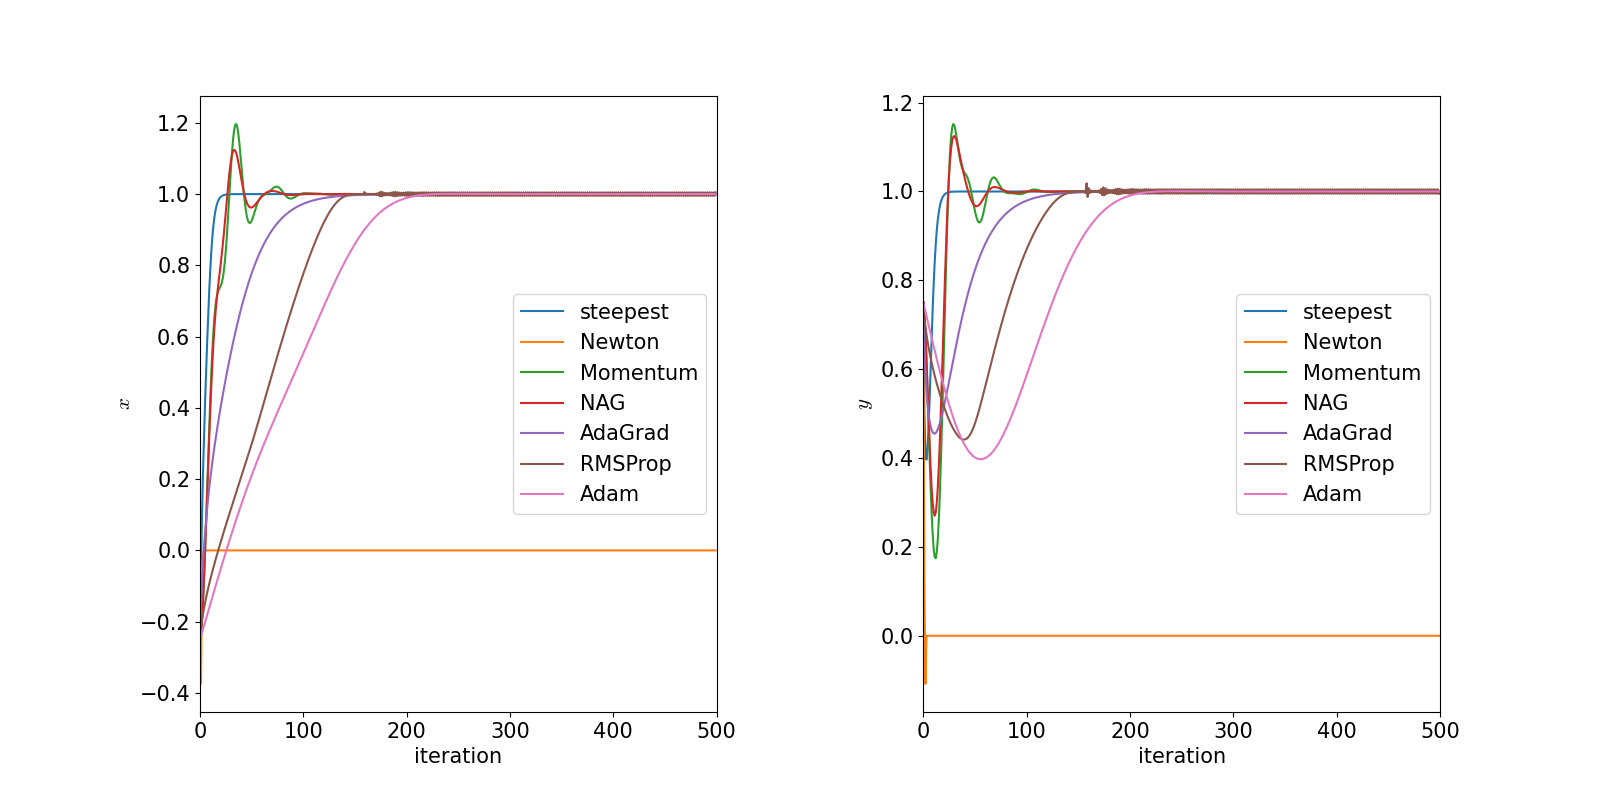 1.2
1.0
0.8
0.6
0.4
0.2
0.0
−0.2
−0.4
x
0 100 200 300 400 500
iteration
steepest
Newton
Momentum
NAG
AdaGrad
RMSProp
Adam
1.2
1.0
0.8
0.6
0.4
0.2
0.0
y
0 100 200 300 400 500
iteration
steepest
Newton
Momentum
NAG
AdaGrad
RMSProp
Adam